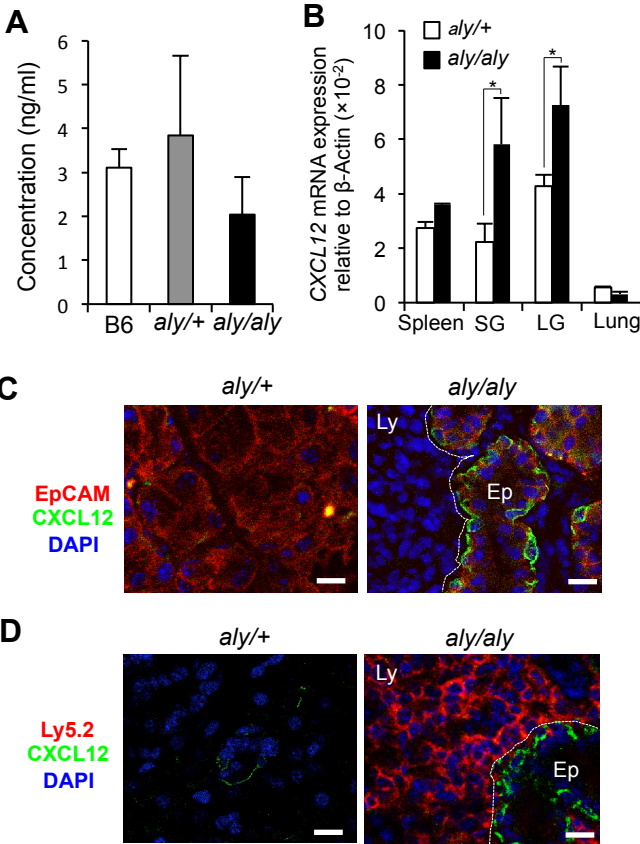 A
Concentration (ng/ml)
6
5
4
3
2
1
0
B6
aly/+
aly/aly
B
CXCL12 mRNA expression
relative to β-Actin (×10-2)
10
8
6
4
2
0
aly/+
aly/aly
*
*
Spleen
SG
LG
Lung
C
aly/+
aly/aly
EpCAM
CXCL12
DAPI
Ly
Ep
D
aly/+
aly/aly
Ly5.2
CXCL12
DAPI
Ly
Ep